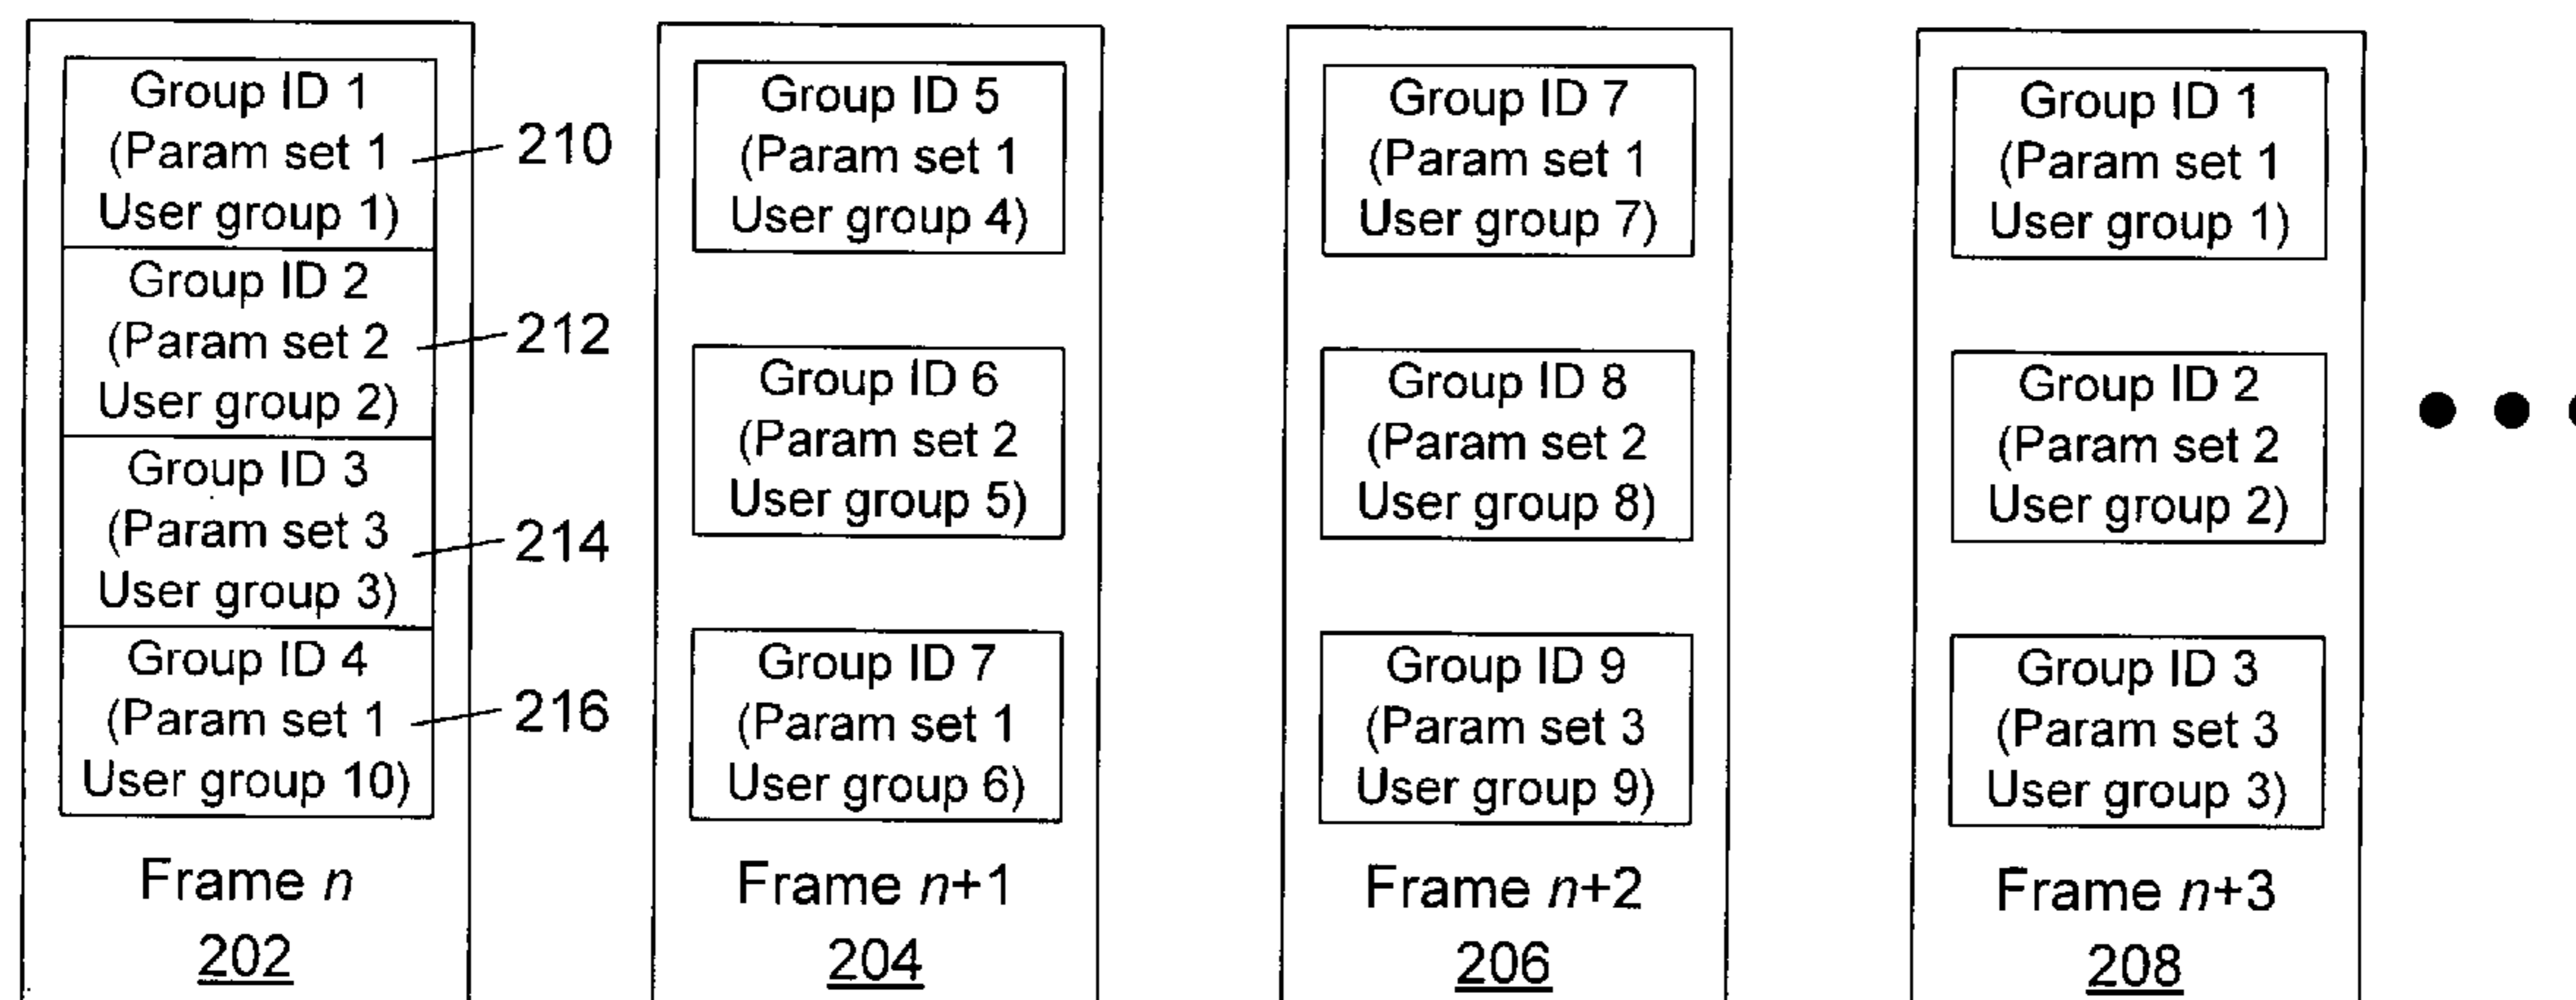 Group ID 1
(Param set 1
User group 1)
210
Group ID 2
(Param set 2
User group 2)
212
Group ID 3
(Param set 3
User group 3)
214
Group ID 4
(Param set 1
User group 10)
216
Frame n
202
Group ID 5
(Param set 1
User group 4)
Group ID 6
(Param set 2
User group 5)
Group ID 7
(Param set 1
User group 6)
Frame n+1
204
Group ID 7
(Param set 1
User group 7)
Group ID 8
(Param set 2
User group 8)
Group ID 9
(Param set 3
User group 9)
Frame n+2
206
Group ID 1
(Param set 1
User group 1)
Group ID 2
(Param set 2
User group 2)
Group ID 3
(Param set 3
User group 3)
Frame n+3
208